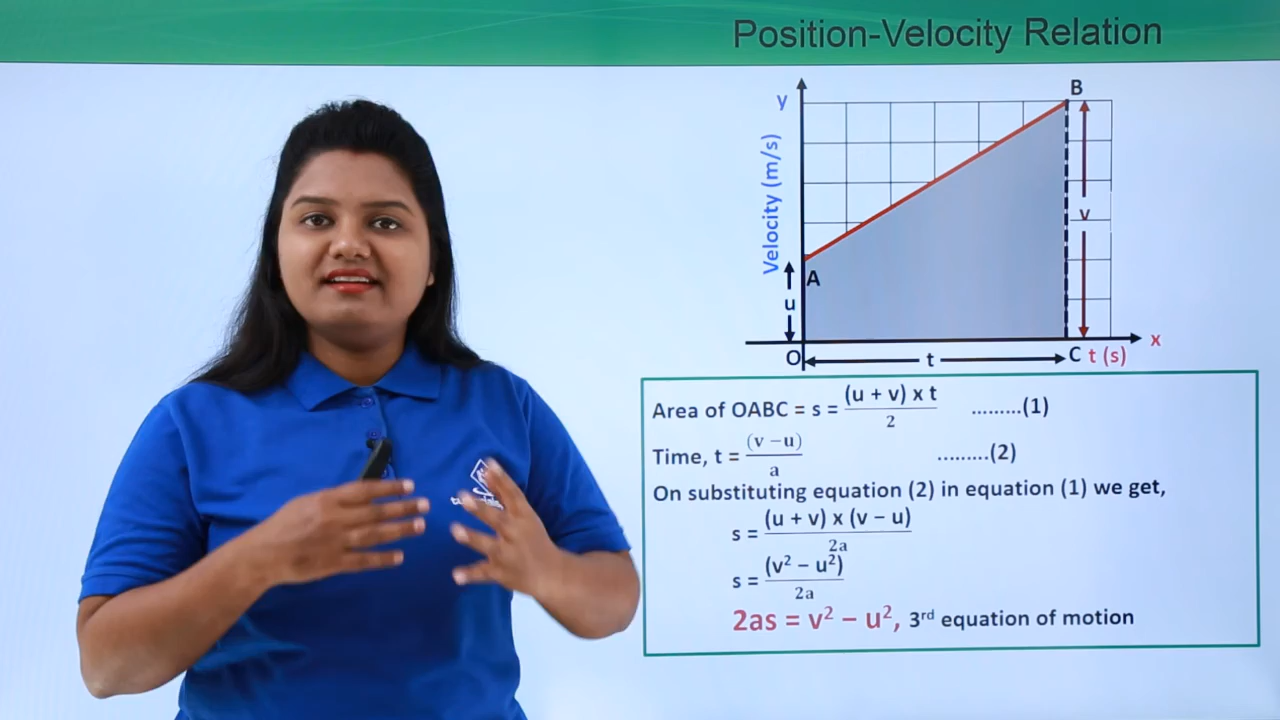 Position-Velocity Relation
y
B
Velocity (m/s)
v
A
u
O
t
C t (s)
x
Area of OABC = s = (u + v) x t / 2 .........(1)
Time, t = (v – u) / a .........(2)
On substituting equation (2) in equation (1) we get,
s = (u + v) x (v – u) / 2a
s = (v² – u²) / 2a
2as = v² – u², 3rd equation of motion